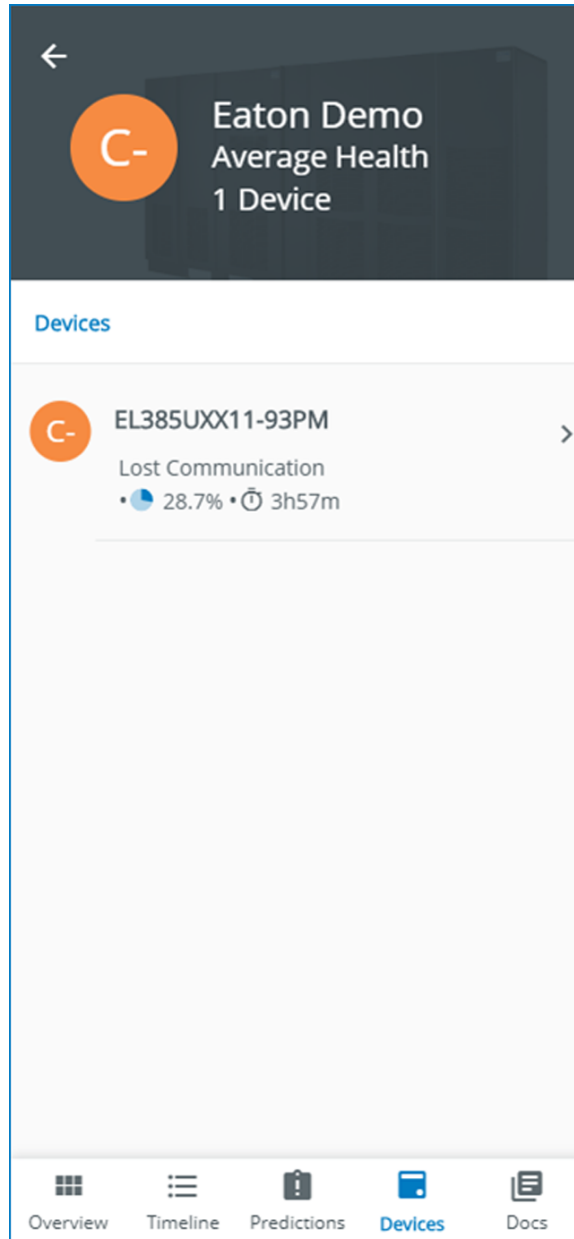 C-
Eaton Demo
Average Health
1 Device
Devices
C-
EL385UXX11-93PM
Lost Communication
• 28.7% • 3h57m
Overview Timeline Predictions Devices Docs